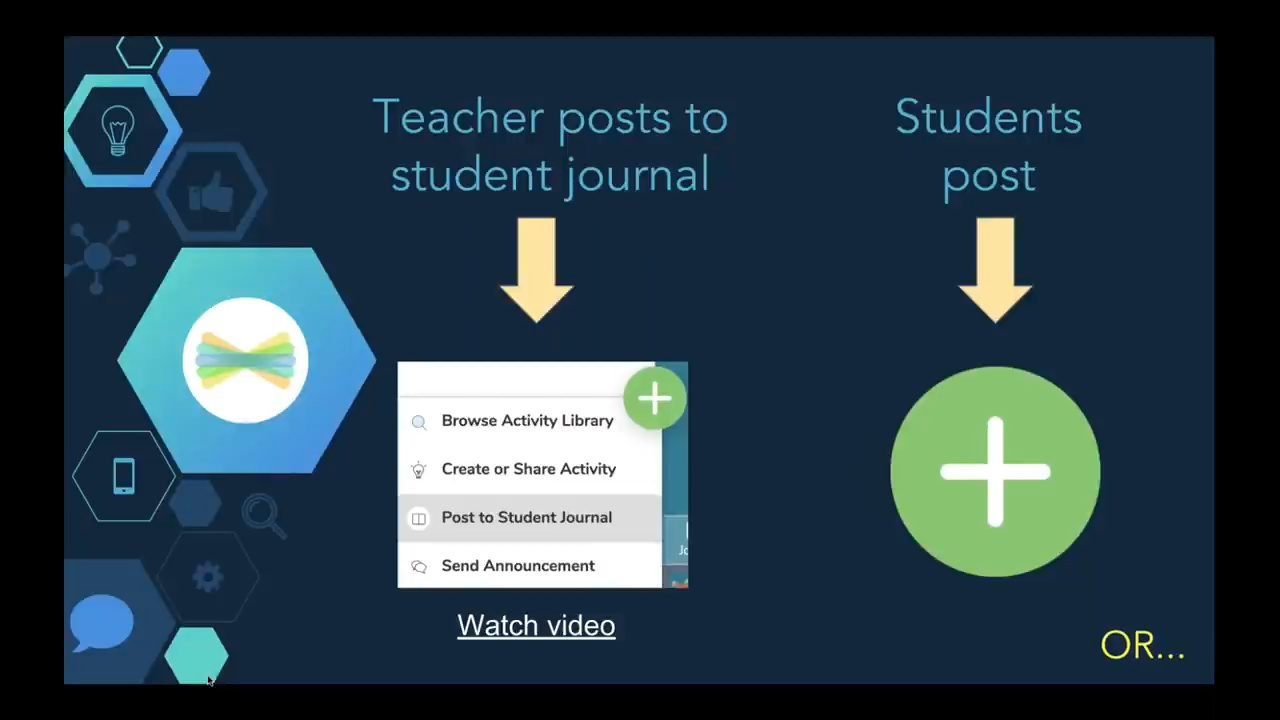 Teacher posts to
student journal
Students
post
Browse Activity Library
Create or Share Activity
Post to Student Journal
Send Announcement
Watch video
OR...